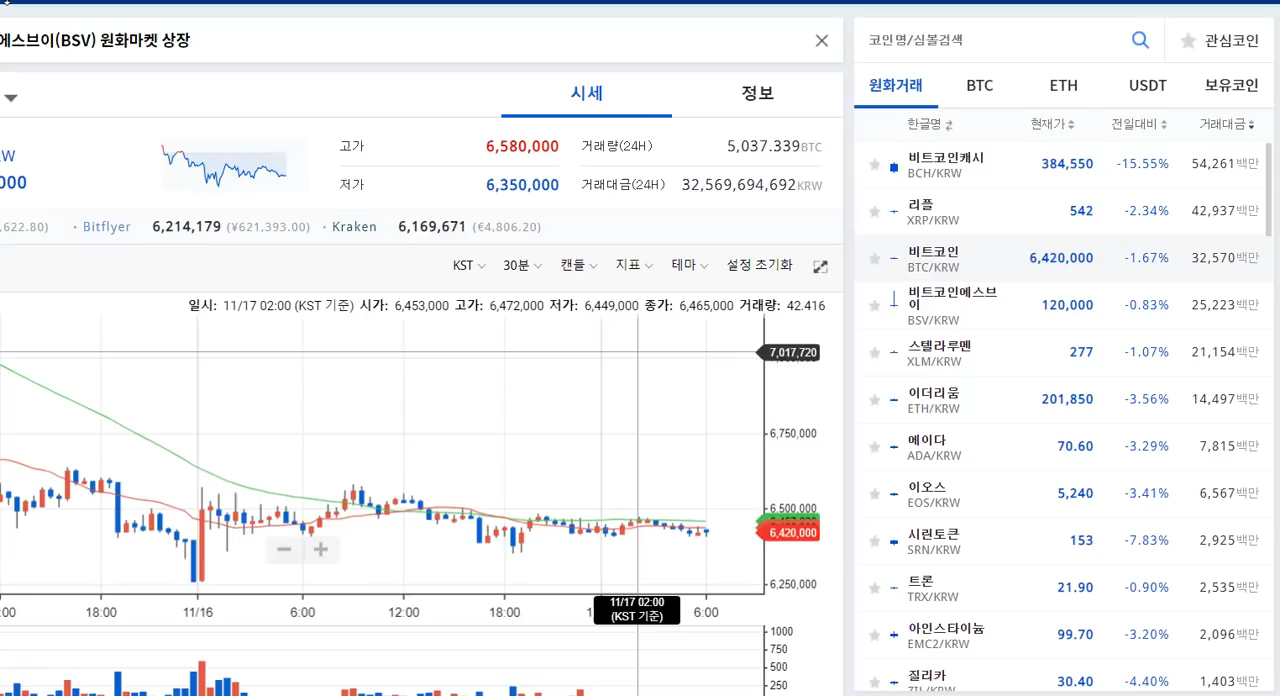 에스브이(BSV) 원화마켓 상장
시세 정보
고가 6,580,000 거래량(24H) 5,037.339BTC
저가 6,350,000 거래대금(24H) 32,569,694,692KRW
W
000
,622.80) · Bitflyer 6,214,179 (¥621,393.00) · Kraken 6,169,671 (€4,806.20)
KST 30분 캔들 지표 테마 설정 초기화
일시: 11/17 02:00 (KST 기준) 시가: 6,453,000 고가: 6,472,000 저가: 6,449,000 종가: 6,465,000 거래량: 42.416
7,017,720
6,750,000
6,500,000
6,420,000
6,250,000
:00 18:00 11/16 6:00 12:00 18:00 11/17 02:00 6:00
(KST 기준)
1000
750
500
250
코인명/심볼검색 관심코인
원화거래 BTC ETH USDT 보유코인
한글명 현재가 전일대비 거래대금
비트코인캐시 384,550 -15.55% 54,261백만
BCH/KRW
리플 542 -2.34% 42,937백만
XRP/KRW
비트코인 6,420,000 -1.67% 32,570백만
BTC/KRW
비트코인에스브
이 120,000 -0.83% 25,223백만
BSV/KRW
스텔라루멘 277 -1.07% 21,154백만
XLM/KRW
이더리움 201,850 -3.56% 14,497백만
ETH/KRW
에이다 70.60 -3.29% 7,815백만
ADA/KRW
이오스 5,240 -3.41% 6,567백만
EOS/KRW
시린토큰 153 -7.83% 2,925백만
SRN/KRW
트론 21.90 -0.90% 2,535백만
TRX/KRW
아인스타이늄 99.70 -3.20% 2,096백만
EMC2/KRW
질리카 30.40 -4.40% 1,403백만